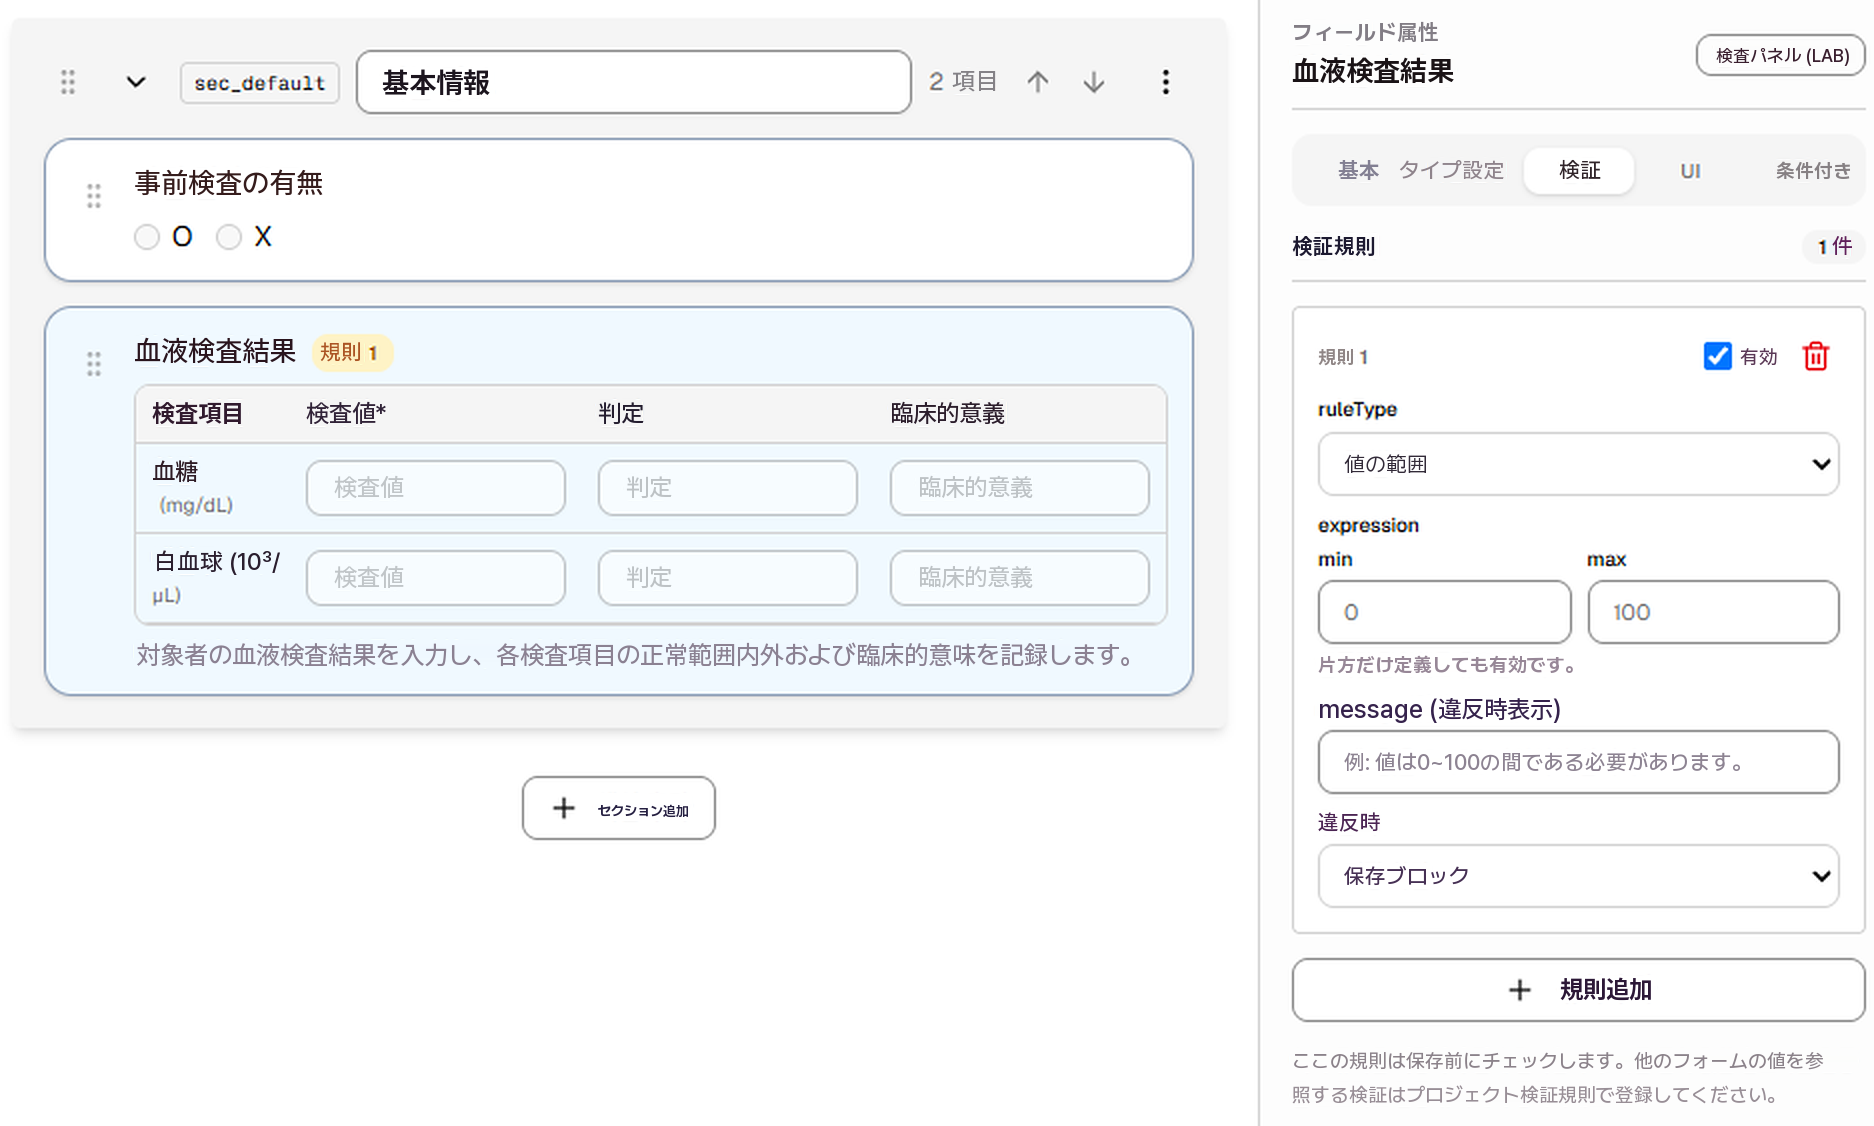 sec_default
基本情報
2 項目
事前検査の有無
O X
血液検査結果 規則 1
検査項目 検査値* 判定 臨床的意義
血糖
(mg/dL)
検査値 判定 臨床的意義
白血球 (10³/
μL)
検査値 判定 臨床的意義
対象者の血液検査結果を入力し、各検査項目の正常範囲内外および臨床的意味を記録します。
+ セクション追加
フィールド属性
血液検査結果
検査パネル (LAB)
基本 タイプ設定 検証 UI 条件付き
検証規則 1 件
規則 1 有効
ruleType
値の範囲
expression
min max
0 100
片方だけ定義しても有効です。
message (違反時表示)
例: 値は0~100の間である必要があります。
違反時
保存ブロック
+ 規則追加
ここの規則は保存前にチェックします。他のフォームの値を参
照する検証はプロジェクト検証規則で登録してください。